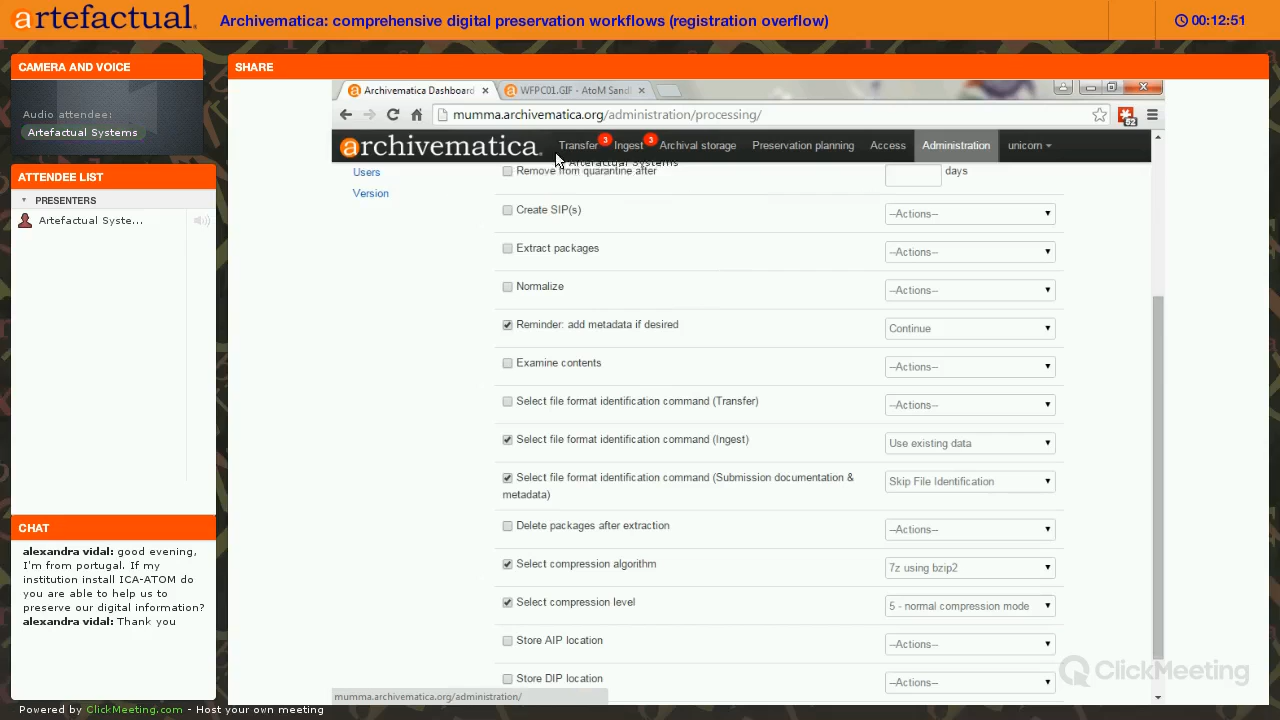 artefactual
Archivematica: comprehensive digital preservation workflows (registration overflow)
00:12:51
CAMERA AND VOICE
Audio attendee:
Artefactual Systems
ATTENDEE LIST
PRESENTERS
Artefactual Syste...
CHAT
alexandra vidal: good evening,
I'm from portugal. If my
institution install ICA-ATOM do
you are able to help us to
preserve our digital information?
alexandra vidal: Thank you
SHARE
Archivematica Dashboard
WFPC01.GIF - AtoM Sandb
mumma.archivematica.org/administration/processing/
62
archivematica
Transfer 3 Ingest 3 Archival storage Preservation planning Access Administration unicorn
Artefactual Systems
Users
Version
Remove from quarantine after days
Create SIP(s) --Actions--
Extract packages --Actions--
Normalize --Actions--
Reminder: add metadata if desired Continue
Examine contents --Actions--
Select file format identification command (Transfer) --Actions--
Select file format identification command (Ingest) Use existing data
Select file format identification command (Submission documentation & Skip File Identification
metadata)
Delete packages after extraction --Actions--
Select compression algorithm 7z using bzip2
Select compression level 5 - normal compression mode
Store AIP location --Actions--
Store DIP location --Actions--
mumma.archivematica.org/administration/
ClickMeeting
Powered by ClickMeeting.com - Host your own meeting